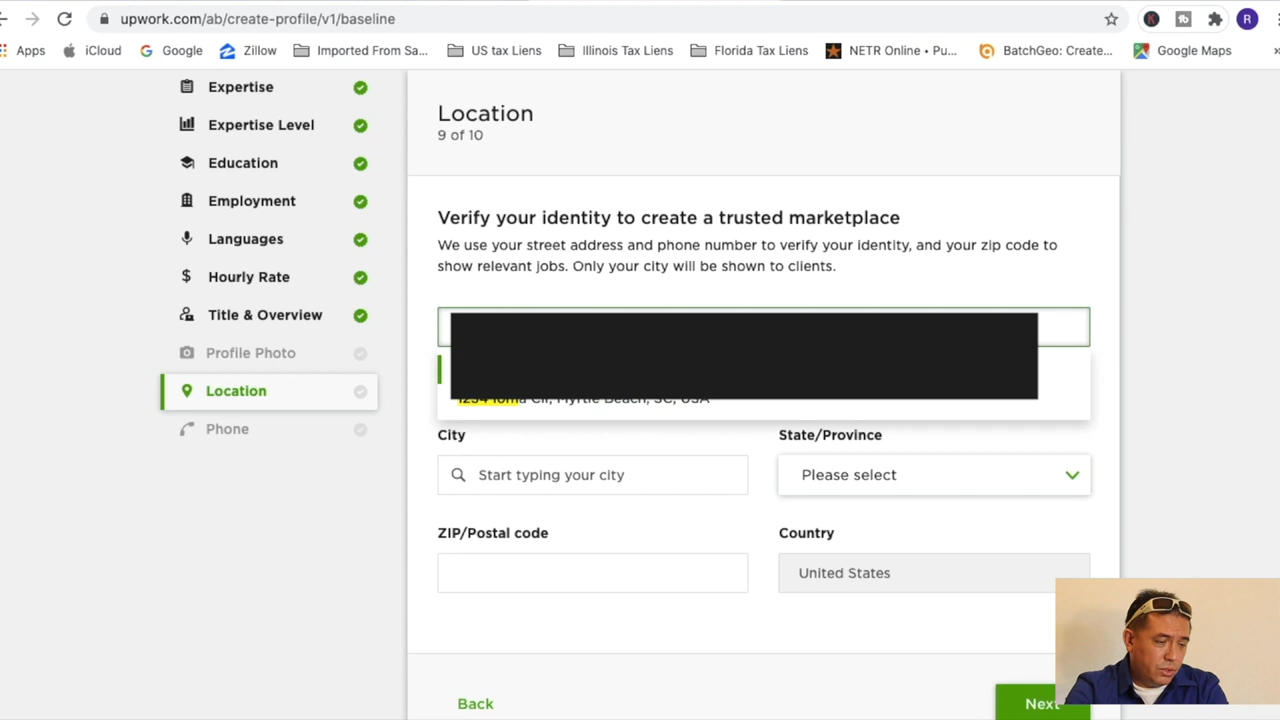 upwork.com/ab/create-profile/v1/baseline
R
Apps
iCloud
Google
Zillow
Imported From Sa...
US tax Liens
Illinois Tax Liens
Florida Tax Liens
NETR Online • Pu...
BatchGeo: Create...
Google Maps
Expertise
Expertise Level
Education
Employment
Languages
Hourly Rate
Title & Overview
Profile Photo
Location
Phone
Location
9 of 10
Verify your identity to create a trusted marketplace
We use your street address and phone number to verify your identity, and your zip code to
show relevant jobs. Only your city will be shown to clients.
Cir, Myrtle Beach, SC, USA
City
State/Province
Start typing your city
Please select
ZIP/Postal code
Country
United States
Back
Next